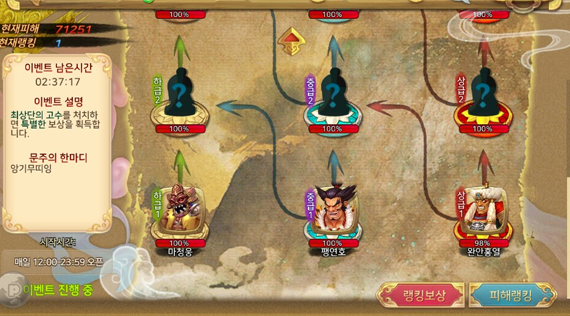 100%
100%
100%
현재피해 71251
현재랭킹 1
이벤트 남은시간
02:37:17
이벤트 설명
최상단의 고수를 처치하
면 특별한 보상을 획득합
니다.
문주의 한마디
앙기무띠잉
시작시간:
매일 12:00-23:59 오픈
이벤트 진행 중
하급2
중급2
상급2
100%
100%
100%
하급1
중급1
상급1
100%
100%
98%
마청웅
팽연호
완안홍열
랭킹보상
피해랭킹